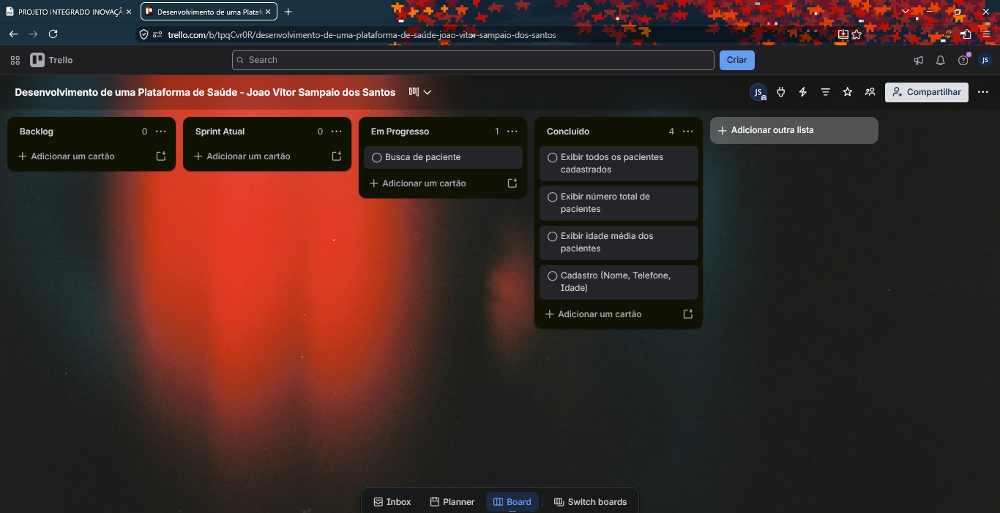 PROJETO INTEGRADO INOVAÇÃ
Desenvolvimento de uma Plataf
trello.com/b/tpqCvr0R/desenvolvimento-de-uma-plataforma-de-saúde-joao-vitor-sampaio-dos-santos
Trello
Search
Criar
JS
Desenvolvimento de uma Plataforma de Saúde - Joao Vitor Sampaio dos Santos
JS
Compartilhar
Backlog 0
Adicionar um cartão
Sprint Atual 0
Adicionar um cartão
Em Progresso 1
Busca de paciente
Adicionar um cartão
Concluído 4
Exibir todos os pacientes
cadastrados
Exibir número total de
pacientes
Exibir idade média dos
pacientes
Cadastro (Nome, Telefone,
Idade)
Adicionar um cartão
Adicionar outra lista
Inbox
Planner
Board
Switch boards